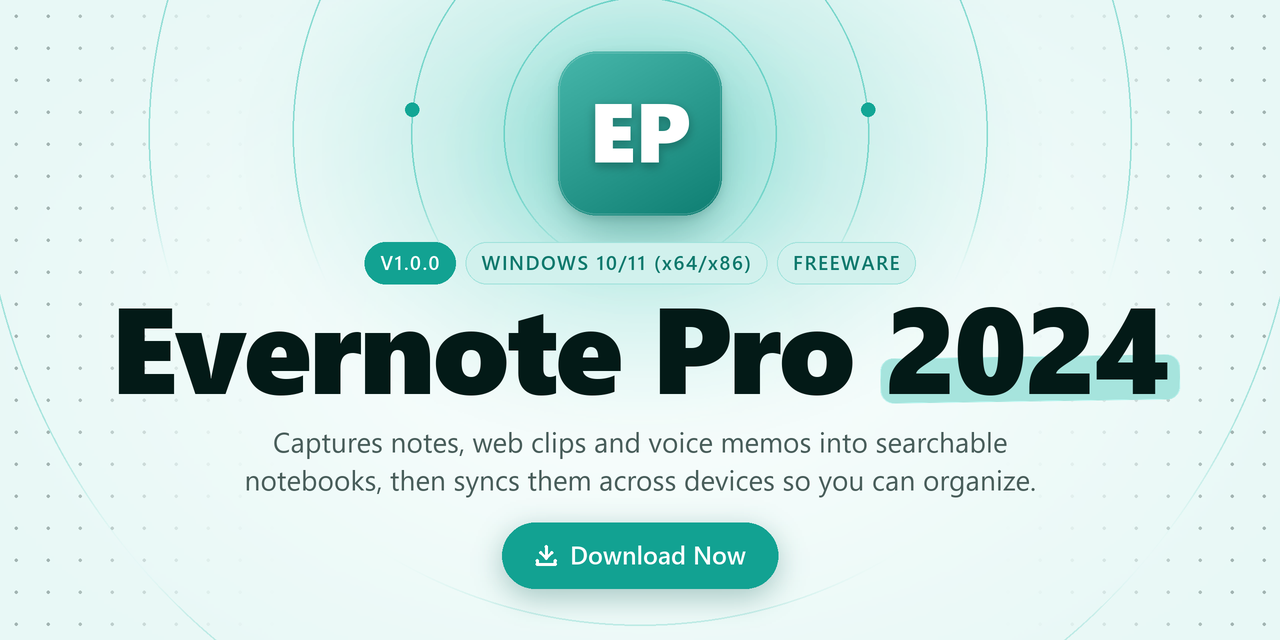 EP
V1.0.0
WINDOWS 10/11 (x64/x86)
FREEWARE
Evernote Pro 2024
Captures notes, web clips and voice memos into searchable
notebooks, then syncs them across devices so you can organize.
Download Now